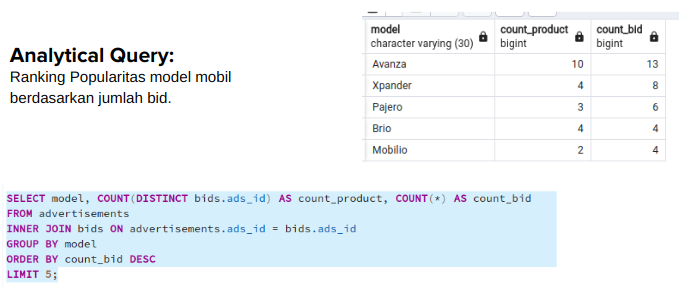 Analytical Query:
Ranking Popularitas model mobil
berdasarkan jumlah bid.
model count_product count_bid
character varying (30) bigint bigint
Avanza 10 13
Xpander 4 8
Pajero 3 6
Brio 4 4
Mobilio 2 4
SELECT model, COUNT(DISTINCT bids.ads_id) AS count_product, COUNT(*) AS count_bid
FROM advertisements
INNER JOIN bids ON advertisements.ads_id = bids.ads_id
GROUP BY model
ORDER BY count_bid DESC
LIMIT 5;